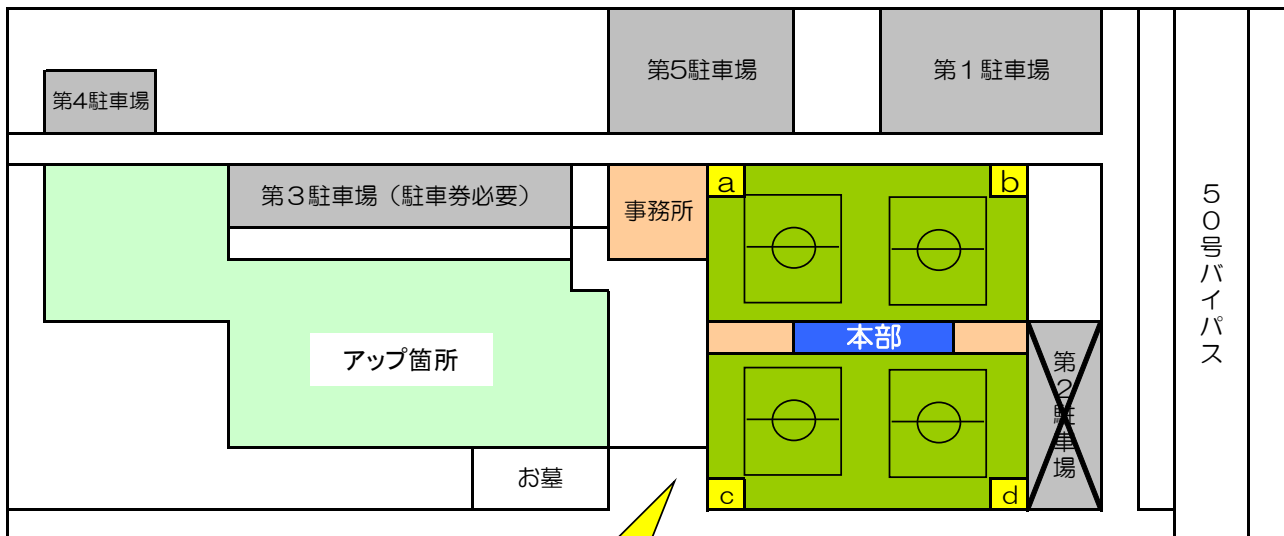 第5駐車場
第１駐車場
第4駐車場
第３駐車場（駐車券必要）
事務所
a
b
５０号バイパス
本部
アップ箇所
第２駐車場
お墓
c
d